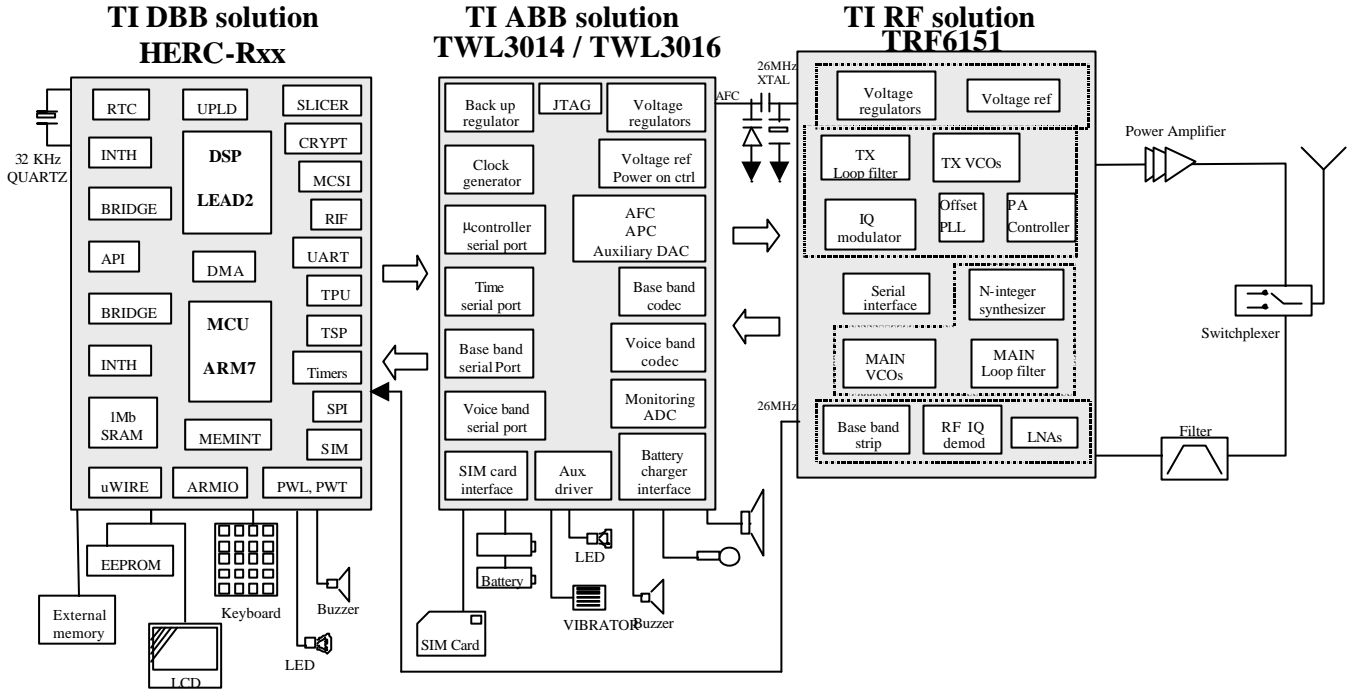 TI DBB solution
HERC-Rxx
TI ABB solution
TWL3014 / TWL3016
TI RF solution
TRF6151
32 KHz
QUARTZ
RTC
UPLD
SLICER
INTH
DSP
LEAD2
CRYPT
MCSI
BRIDGE
RIF
API
DMA
UART
TPU
BRIDGE
MCU
ARM7
TSP
INTH
Timers
1Mb
SRAM
MEMINT
SPI
SIM
uWIRE
ARMIO
PWL, PWT
EEPROM
External
memory
LCD
Keyboard
LED
Buzzer
Back up
regulator
JTAG
Voltage
regulators
Clock
generator
Voltage ref
Power on ctrl
µcontroller
serial port
AFC
APC
Auxiliary DAC
Time
serial port
Base band
codec
Base band
serial Port
Voice band
codec
Voice band
serial port
Monitoring
ADC
SIM card
interface
Aux
driver
Battery
charger
interface
SIM Card
Battery
LED
VIBRATOR
Buzzer
AFC
26MHz
XTAL
26MHz
Voltage
regulators
Voltage ref
TX
Loop filter
TX VCOs
IQ
modulator
Offset
PLL
PA
Controller
Serial
interface
N-integer
synthesizer
MAIN
VCOs
MAIN
Loop filter
Base band
strip
RF IQ
demod
LNAs
Power Amplifier
Switchplexer
Filter